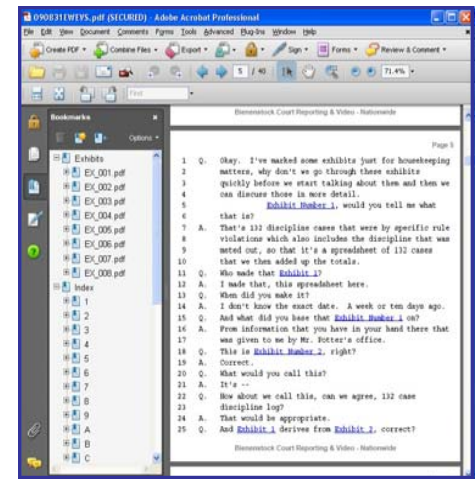 090831EWEYS.pdf (SECURED) - Adobe Acrobat Professional
File Edit View Document Comments Forms Tools Advanced Plug-Ins Window Help
Create PDF Combine Files Export Sign Forms Review & Comment
5 / 40 71.4%
Find
Bookmarks
Options
Exhibits
EX_001.pdf
EX_002.pdf
EX_003.pdf
EX_004.pdf
EX_005.pdf
EX_006.pdf
EX_007.pdf
EX_008.pdf
Index
1
2
3
4
5
6
7
8
9
A
B
C
Bienenstock Court Reporting & Video - Nationwide
Page 5
1 Q. Okay. I've marked some exhibits just for housekeeping
2 matters, why don't we go through these exhibits
3 quickly before we start talking about them and then we
4 can discuss those in more detail.
5 Exhibit Number 1, would you tell me what
6 that is?
7 A. That's 132 discipline cases that were by specific rule
8 violations which also includes the discipline that was
9 meted out, so that it's a spreadsheet of 132 cases
10 that we then added up the totals.
11 Q. Who made that Exhibit 1?
12 A. I made that, this spreadsheet here.
13 Q. When did you make it?
14 A. I don't know the exact date. A week or ten days ago.
15 Q. And what did you base that Exhibit Number 1 on?
16 A. From information that you have in your hand there that
17 was given to me by Mr. Potter's office.
18 Q. This is Exhibit Number 2, right?
19 A. Correct.
20 Q. What would you call this?
21 A. It's --
22 Q. How about we call this, can we agree, 132 case
23 discipline log?
24 A. That would be appropriate.
25 Q. And Exhibit 1 derives from Exhibit 2, correct?
Bienenstock Court Reporting & Video - Nationwide